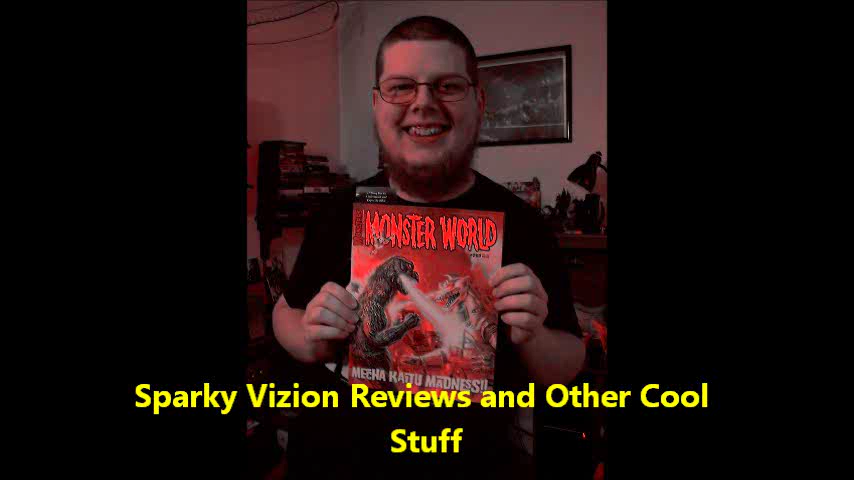 MONSTER WORLD
MECHA KAIJU MADNESS!!
Sparky Vizion Reviews and Other Cool
Stuff